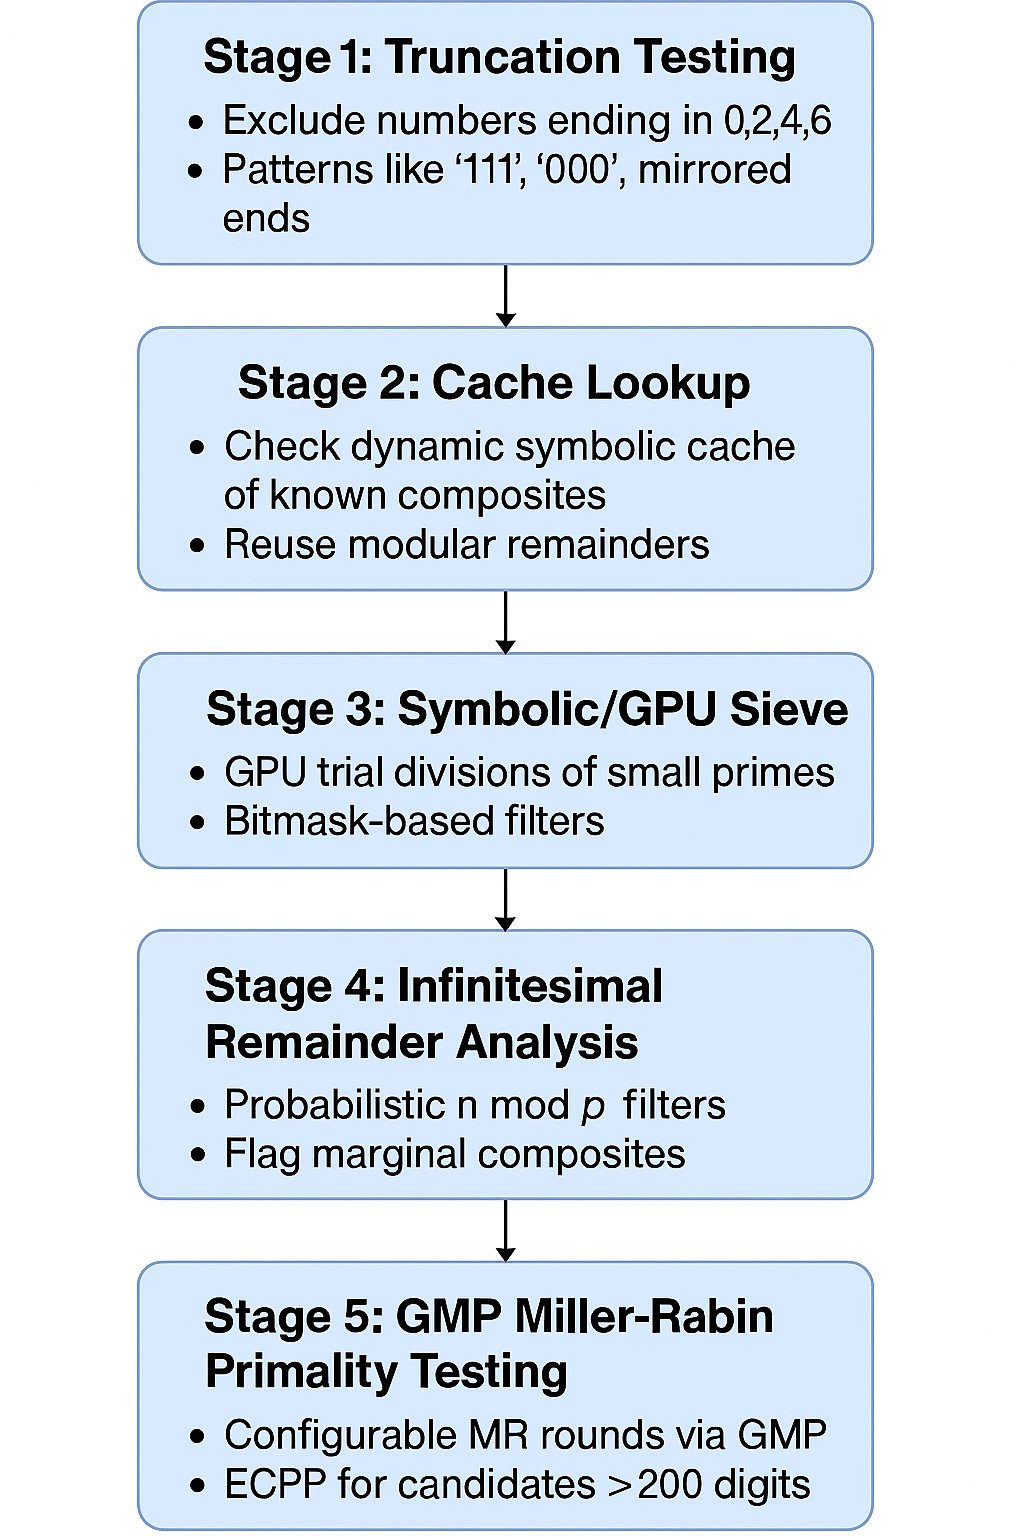 Stage 1: Truncation Testing
• Exclude numbers ending in 0,2,4,6
• Patterns like ‘111’, ‘000’, mirrored
ends
Stage 2: Cache Lookup
• Check dynamic symbolic cache
of known composites
• Reuse modular remainders
Stage 3: Symbolic/GPU Sieve
• GPU trial divisions of small primes
• Bitmask-based filters
Stage 4: Infinitesimal
Remainder Analysis
• Probabilistic n mod p filters
• Flag marginal composites
Stage 5: GMP Miller-Rabin
Primality Testing
• Configurable MR rounds via GMP
• ECPP for candidates >200 digits